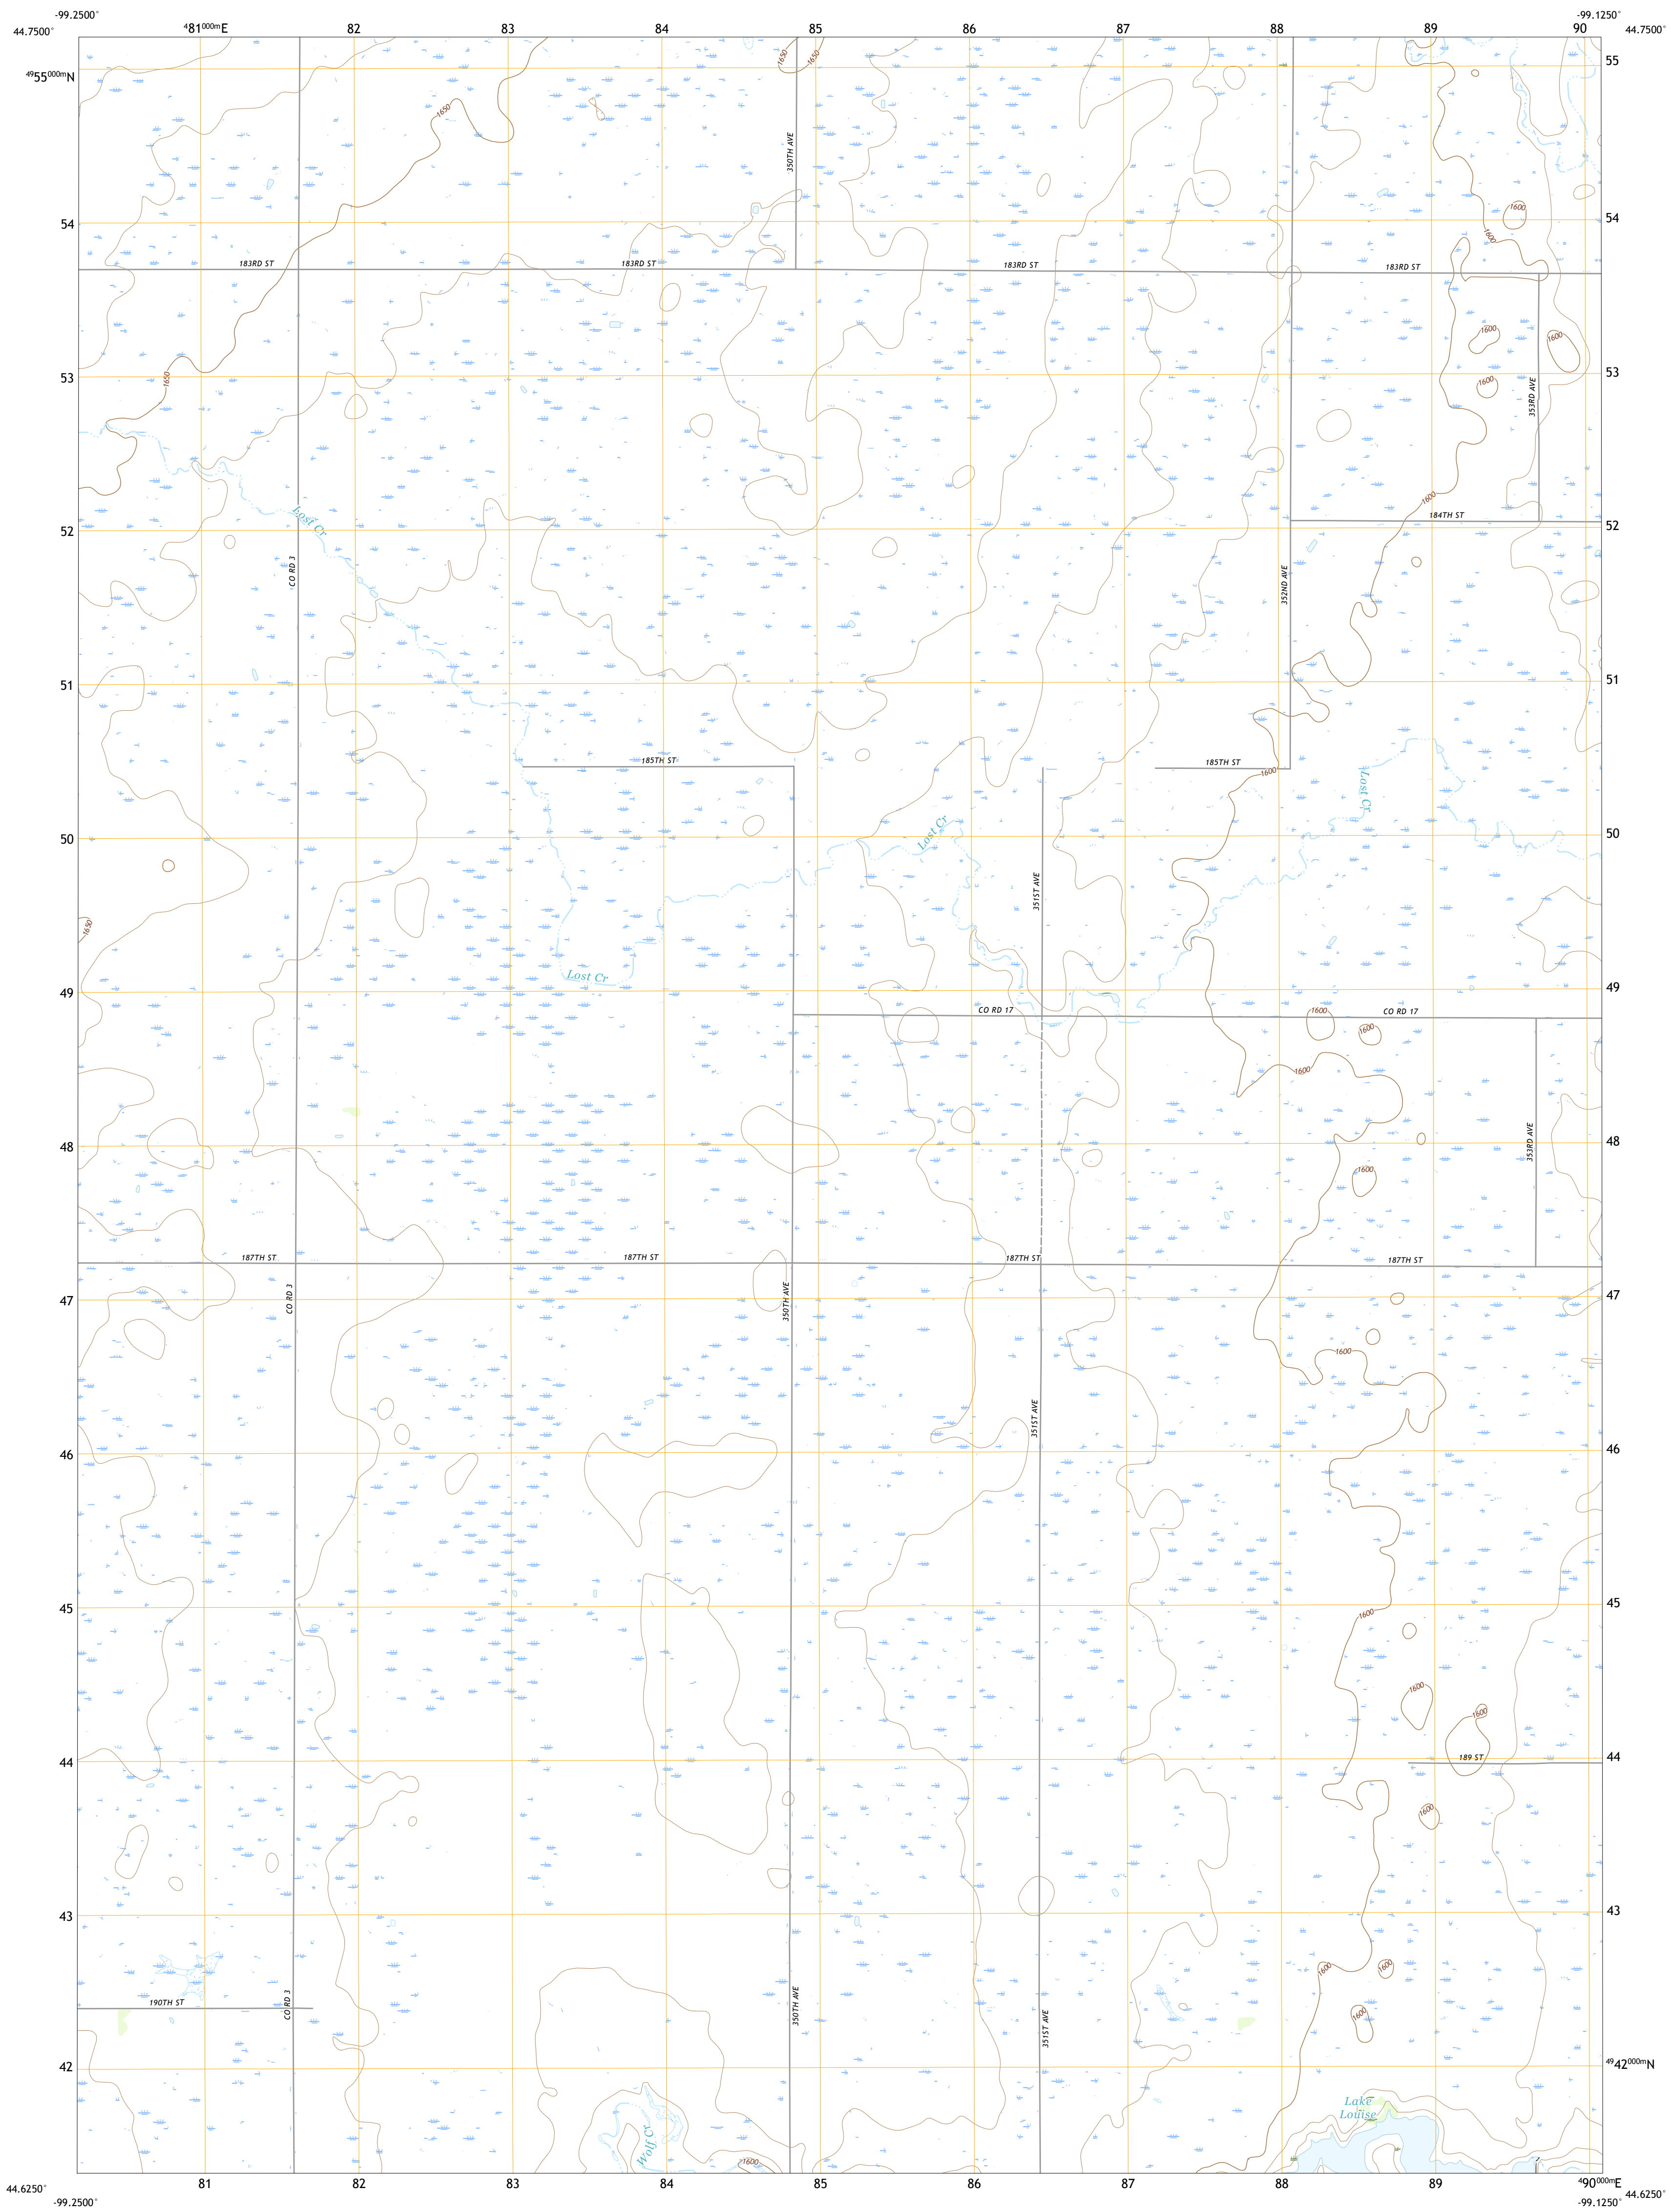 -99.2500°
-99.1250°
44.7500°
⁴81⁰⁰⁰ᵐE 82 83 84 85 86 87 88 89 90
44.7500°
1650 1650
⁴⁹55⁰⁰⁰ᵐN
55
1650
350TH AVE
1600
54
54
1600
183RD ST 183RD ST 183RD ST 183RD ST
1600
1600
53
1650
53
1600
353RD AVE
1600
184TH ST
Lost Cr
52
52
CO RD 3
352ND AVE
51
51
185TH ST
185TH ST
1600
Lost Cr
50
Lost Cr
50
351ST AVE
1650
Lost Cr
49
49
CO RD 17
1600
CO RD 17
1600
1600
48
353RD AVE
48
1600
187TH ST 187TH ST 187TH ST 187TH ST
CO RD 3
350TH AVE
47
47
1600
351ST AVE
46
46
45
1600
45
1600
1600
44
189 ST
44
1600
43
43
1600
1600
190TH ST
CO RD 3
350TH AVE
1600
351ST AVE
42
⁴⁹42⁰⁰⁰ᵐN
Lake
Louise
Wolf Cr
1600
44.6250°
81 82 83 84 85 86 87 88 89 ⁴90⁰⁰⁰ᵐE
44.6250°
-99.2500°
-99.1250°